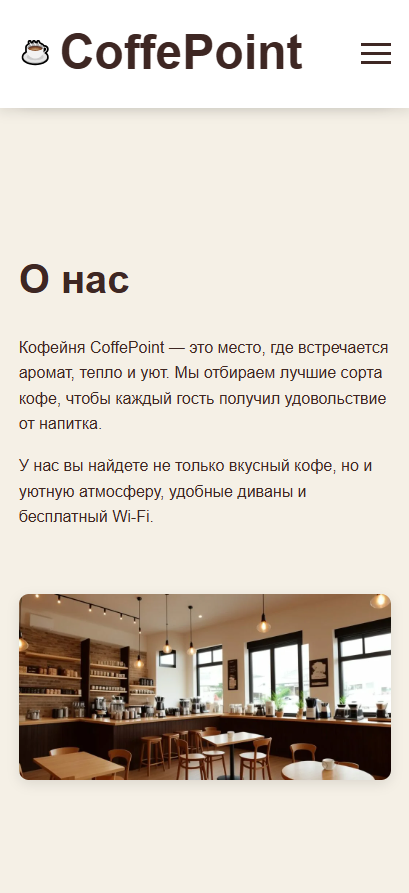 CoffePoint
О нас
Кофейня CoffePoint — это место, где встречается
аромат, тепло и уют. Мы отбираем лучшие сорта
кофе, чтобы каждый гость получил удовольствие
от напитка.
У нас вы найдете не только вкусный кофе, но и
уютную атмосферу, удобные диваны и
бесплатный Wi-Fi.